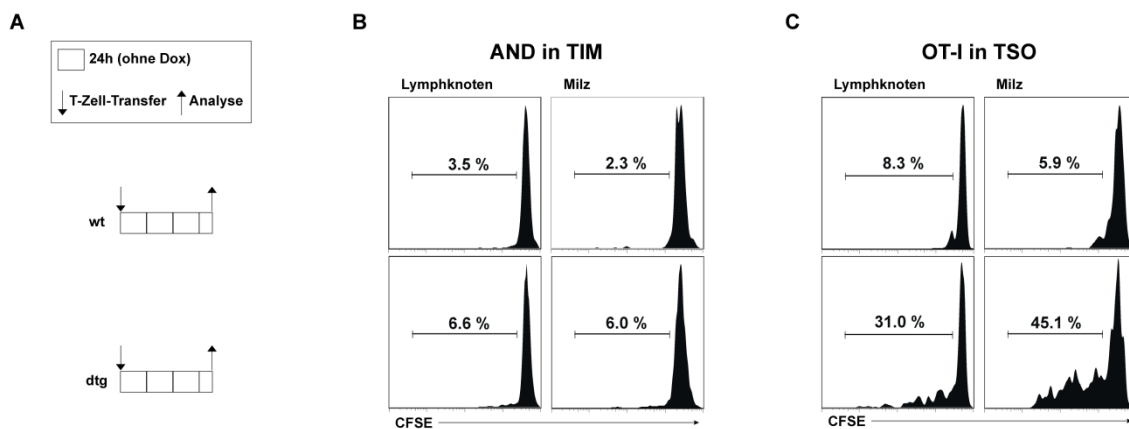 A
24h (ohne Dox)
T-Zell-Transfer Analyse
wt
dtg
B
AND in TIM
Lymphknoten Milz
3.5 % 2.3 %
6.6 % 6.0 %
CFSE
C
OT-I in TSO
Lymphknoten Milz
8.3 % 5.9 %
31.0 % 45.1 %
CFSE